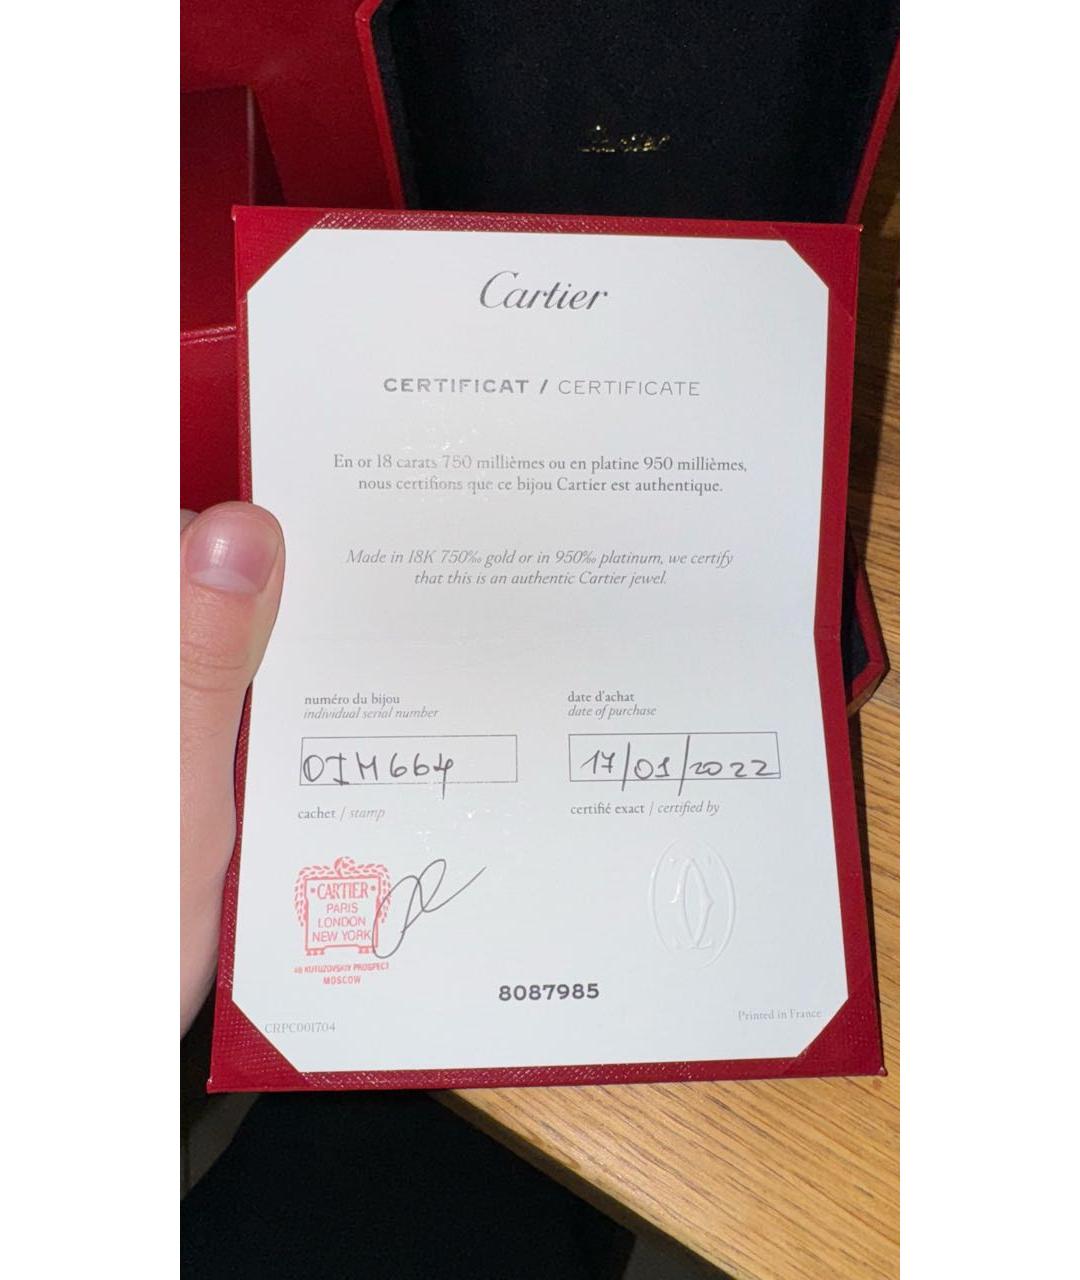 Cartier
Cartier
CERTIFICAT / CERTIFICATE
En or 18 carats 750 millièmes ou en platine 950 millièmes,
nous certifions que ce bijou Cartier est authentique.
Made in 18K 750‰ gold or in 950‰ platinum, we certify
that this is an authentic Cartier jewel.
numéro du bijou
individual serial number
date d'achat
date of purchase
OIM664
17/01/2022
cachet / stamp
certifié exact / certified by
CARTIER
PARIS
LONDON
NEW YORK
48 KUTUZOVSKIY PROSPECT
MOSCOW
8087985
CRPC001704
Printed in France